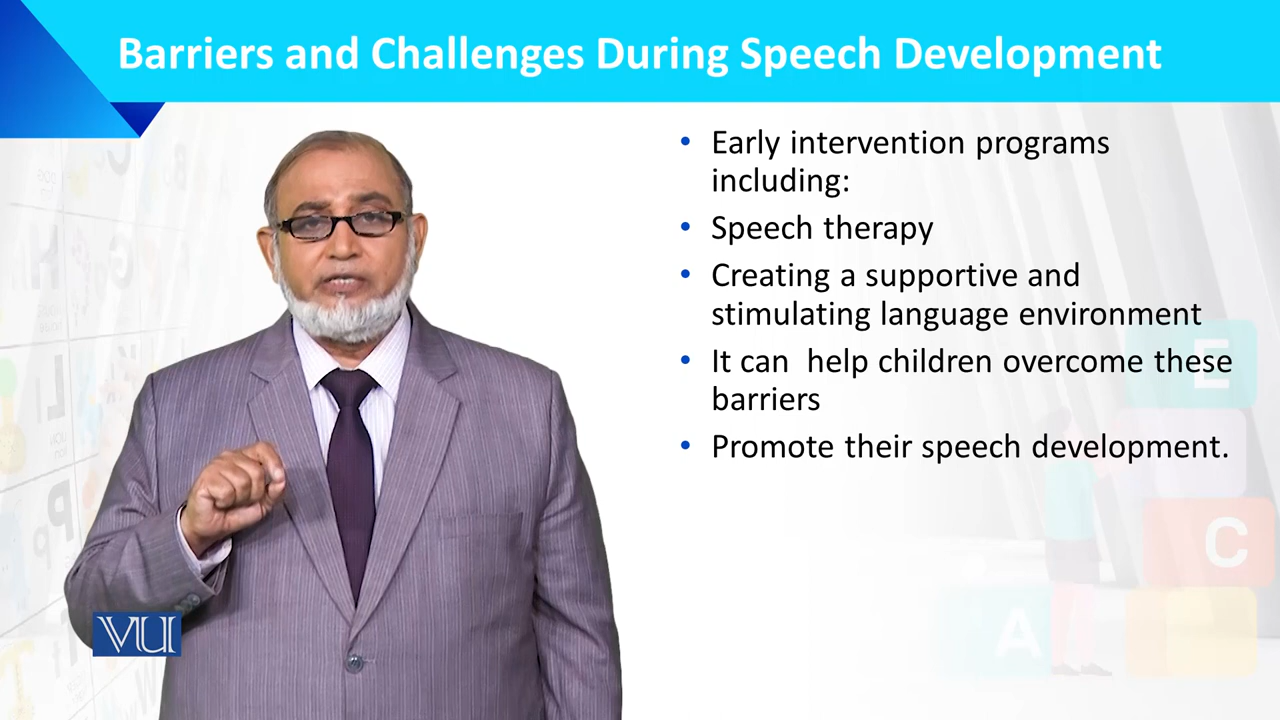 Barriers and Challenges During Speech Development
• Early intervention programs
including:
• Speech therapy
• Creating a supportive and
stimulating language environment
• It can help children overcome these
barriers
• Promote their speech development.
VU
E
C
A